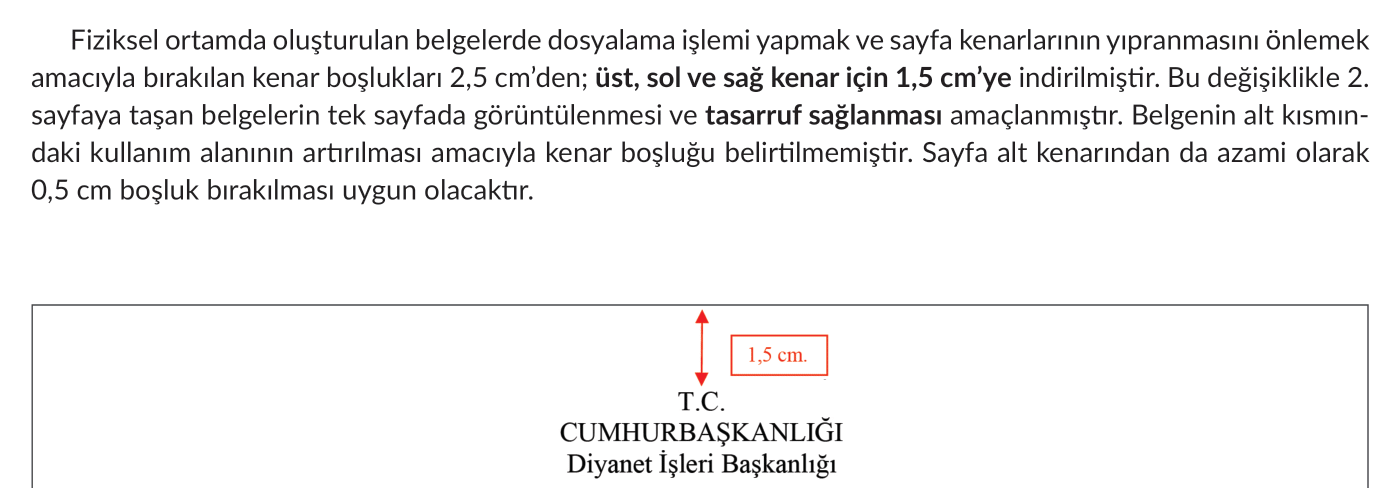 Fiziksel ortamda oluşturulan belgelerde dosyalama işlemi yapmak ve sayfa kenarlarının yıpranmasını önlemek
amacıyla bırakılan kenar boşlukları 2,5 cm’den; üst, sol ve sağ kenar için 1,5 cm’ye indirilmiştir. Bu değişiklikle 2.
sayfaya taşan belgelerin tek sayfada görüntülenmesi ve tasarruf sağlanması amaçlanmıştır. Belgenin alt kısmın-
daki kullanım alanının artırılması amacıyla kenar boşluğu belirtilmemiştir. Sayfa alt kenarından da azami olarak
0,5 cm boşluk bırakılması uygun olacaktır.
1,5 cm.
T.C.
CUMHURBAŞKANLIĞI
Diyanet İşleri Başkanlığı